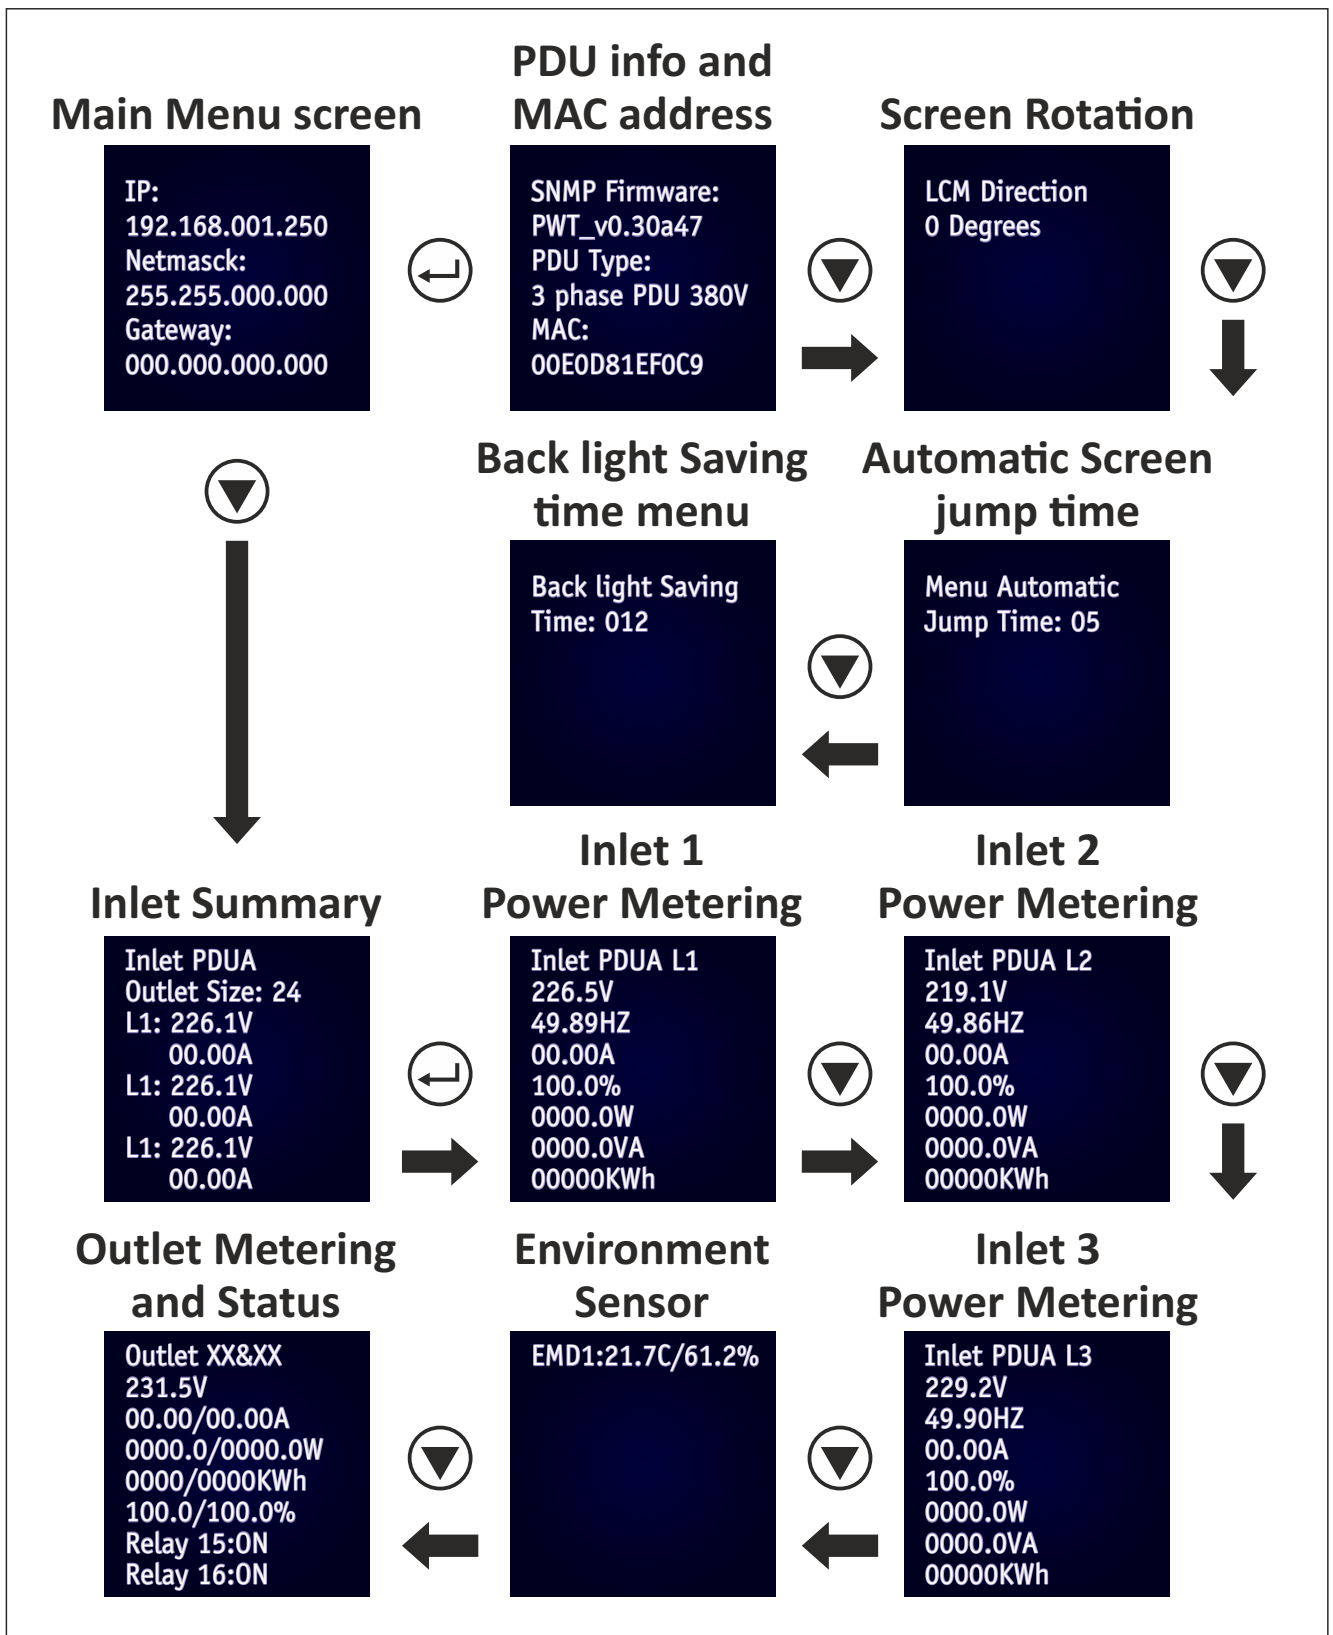 Main Menu screen
IP:
192.168.001.250
Netmasck:
255.255.000.000
Gateway:
000.000.000.000
PDU info and
MAC address
SNMP Firmware:
PWT_v0.30a47
PDU Type:
3 phase PDU 380V
MAC:
00E0D81EF0C9
Screen Rotation
LCM Direction
0 Degrees
Back light Saving
time menu
Back light Saving
Time: 012
Automatic Screen
jump time
Menu Automatic
Jump Time: 05
Inlet Summary
Inlet PDUA
Outlet Size: 24
L1: 226.1V
00.00A
L1: 226.1V
00.00A
L1: 226.1V
00.00A
Inlet 1
Power Metering
Inlet PDUA L1
226.5V
49.89HZ
00.00A
100.0%
0000.0W
0000.0VA
00000KWh
Inlet 2
Power Metering
Inlet PDUA L2
219.1V
49.86HZ
00.00A
100.0%
0000.0W
0000.0VA
00000KWh
Outlet Metering
and Status
Outlet XX&XX
231.5V
00.00/00.00A
0000.0/0000.0W
0000/0000KWh
100.0/100.0%
Relay 15:ON
Relay 16:ON
Environment
Sensor
EMD1:21.7C/61.2%
Inlet 3
Power Metering
Inlet PDUA L3
229.2V
49.90HZ
00.00A
100.0%
0000.0W
0000.0VA
00000KWh